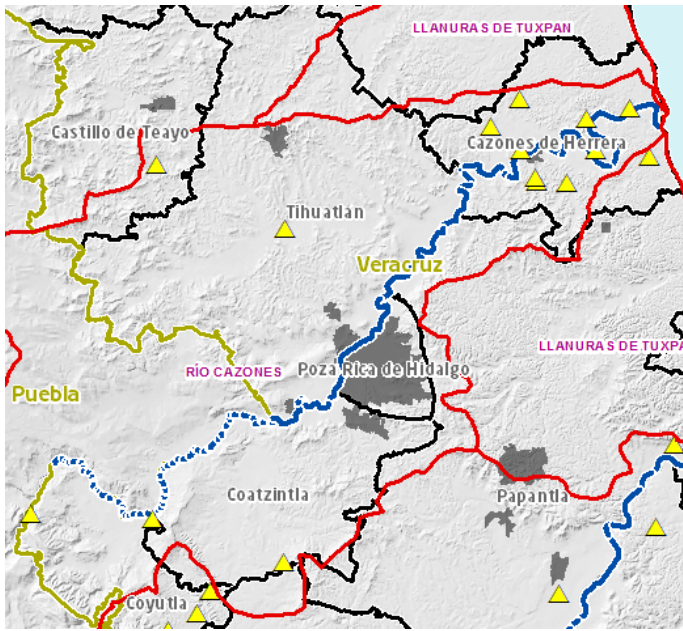 LLANURAS DE TUXPAN
Castillo de Teayo
Cazones de Herrera
Tihuatlán
Veracruz
LLANURAS DE TUXPA
RÍO CAZONES
Poza Rica de Hidalgo
Puebla
Coatzintla
Papantla
Coyutla